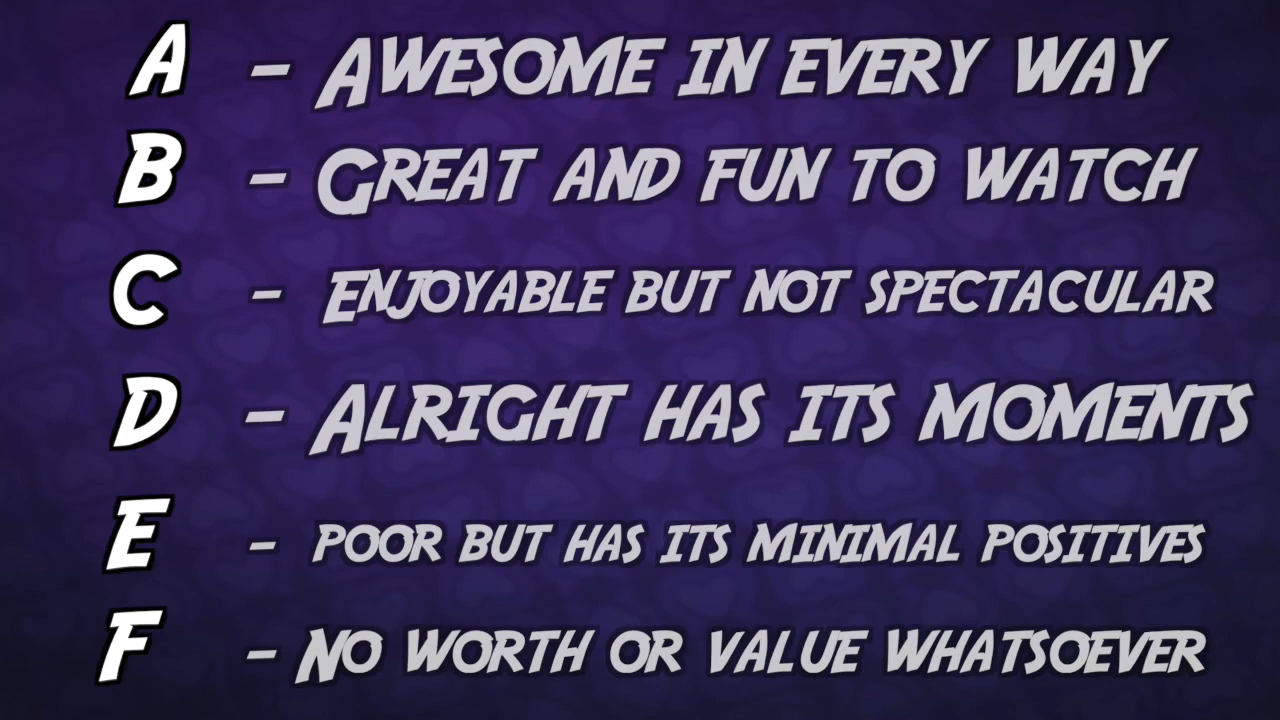 A – Awesome in every way
B – Great and fun to watch
C – Enjoyable but not spectacular
D – Alright has its moments
E – poor but has its minimal positives
F – No worth or value whatsoever